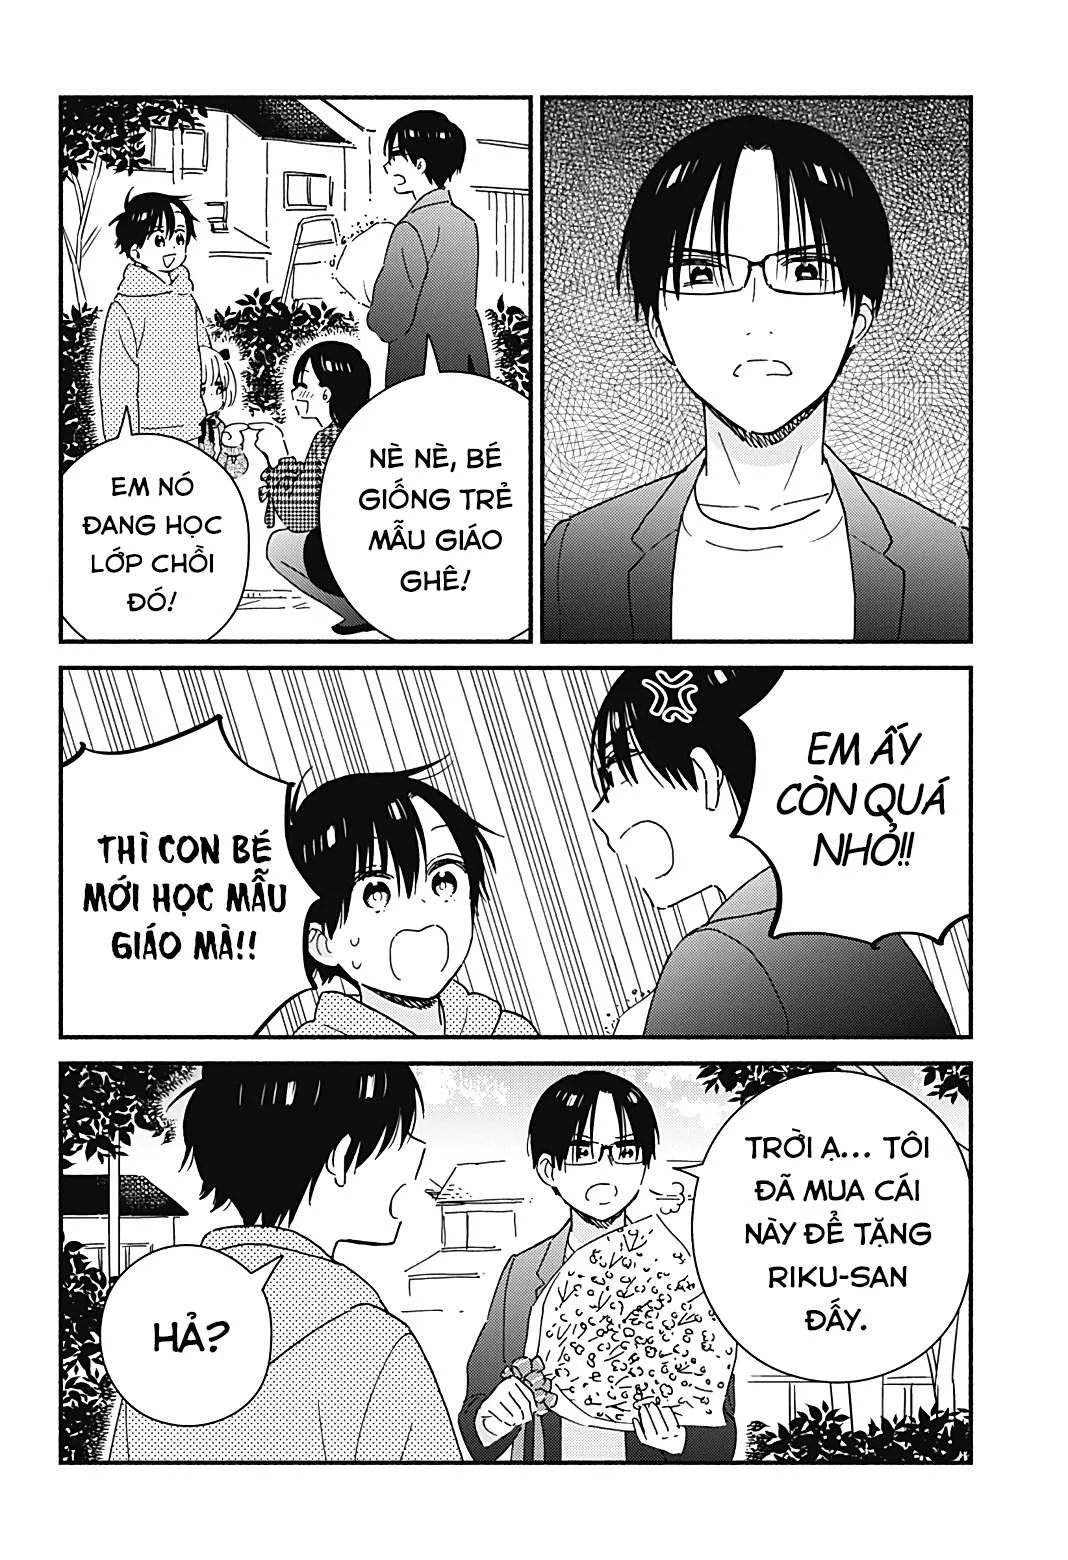 NÈ NÈ, BÉ
GIỐNG TRẺ
MẪU GIÁO
GHÊ!
EM NÓ
ĐANG HỌC
LỚP CHỒI
ĐÓ!
EM ẤY
CÒN QUÁ
NHỎ!!
THÌ CON BÉ
MỚI HỌC MẪU
GIÁO MÀ!!
TRỜI Ạ... TÔI
ĐÃ MUA CÁI
NÀY ĐỂ TẶNG
RIKU-SAN
ĐẤY.
HẢ?